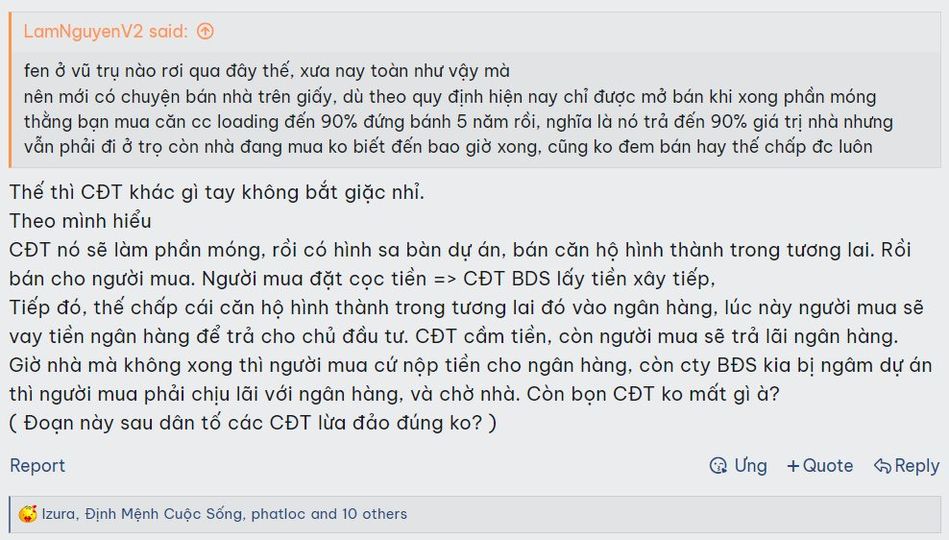 LamNguyenV2 said:
fen ở vũ trụ nào rơi qua đây thế, xưa nay toàn như vậy mà
nên mới có chuyện bán nhà trên giấy, dù theo quy định hiện nay chỉ được mở bán khi xong phần móng
thằng bạn mua căn cc loading đến 90% đứng bánh 5 năm rồi, nghĩa là nó trả đến 90% giá trị nhà nhưng
vẫn phải đi ở trọ còn nhà đang mua ko biết đến bao giờ xong, cũng ko đem bán hay thế chấp đc luôn
Thế thì CĐT khác gì tay không bắt giặc nhỉ.
Theo mình hiểu
CĐT nó sẽ làm phần móng, rồi có hình sa bàn dự án, bán căn hộ hình thành trong tương lai. Rồi
bán cho người mua. Người mua đặt cọc tiền => CĐT BDS lấy tiền xây tiếp,
Tiếp đó, thế chấp cái căn hộ hình thành trong tương lai đó vào ngân hàng, lúc này người mua sẽ
vay tiền ngân hàng để trả cho chủ đầu tư. CĐT cầm tiền, còn người mua sẽ trả lãi ngân hàng.
Giờ nhà mà không xong thì người mua cứ nộp tiền cho ngân hàng, còn cty BĐS kia bị ngâm dự án
thì người mua phải chịu lãi với ngân hàng, và chờ nhà. Còn bọn CĐT ko mất gì à?
( Đoạn này sau dân tố các CĐT lừa đảo đúng ko? )
Report Ưng +Quote Reply
Izura, Định Mệnh Cuộc Sống, phatloc and 10 others